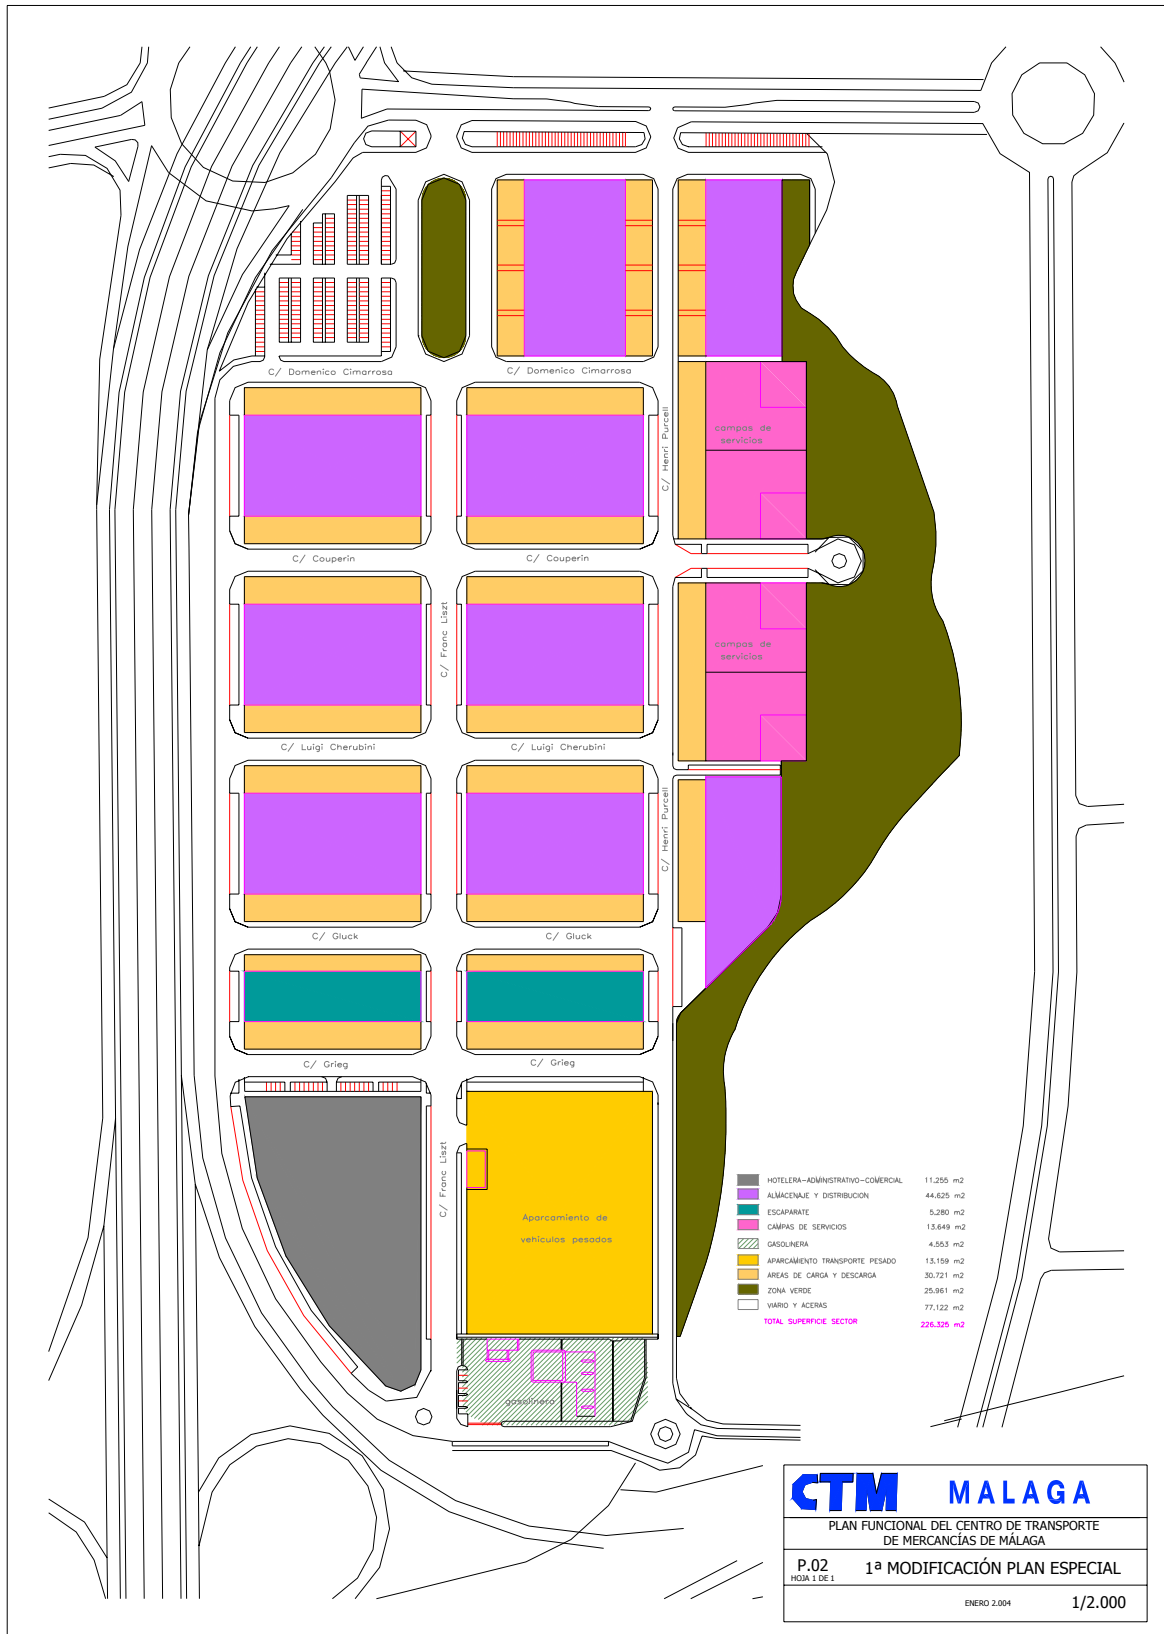 C/ Domenico Cimarrosa
C/ Domenico Cimarrosa
C/ Henri Purcell
campas de
servicios
C/ Couperin
C/ Couperin
C/ Franc Liszt
campas de
servicios
C/ Luigi Cherubini
C/ Luigi Cherubini
C/ Henri Purcell
C/ Gluck
C/ Gluck
C/ Grieg
C/ Grieg
C/ Franc Liszt
Aparcamiento de
vehiculos pesados
gasolinera
HOTELERA-ADMINISTRATIVO-COMERCIAL 11.255 m2
ALMACENAJE Y DISTRIBUCION 44.625 m2
ESCAPARATE 5.280 m2
CAMPAS DE SERVICIOS 13.649 m2
GASOLINERA 4.553 m2
APARCAMIENTO TRANSPORTE PESADO 13.159 m2
AREAS DE CARGA Y DESCARGA 30.721 m2
ZONA VERDE 25.961 m2
VIARIO Y ACERAS 77.122 m2
TOTAL SUPERFICIE SECTOR 226.325 m2
CTM MALAGA
PLAN FUNCIONAL DEL CENTRO DE TRANSPORTE
DE MERCANCÍAS DE MÁLAGA
P.02 1ª MODIFICACIÓN PLAN ESPECIAL
HOJA 1 DE 1
ENERO 2.004 1/2.000